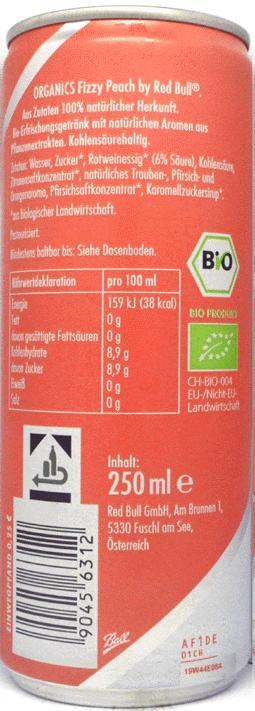 ORGANICS Fizzy Peach by Red Bull®.
Aus Zutaten 100% natürlicher Herkunft.
Bio-Erfrischungsgetränk mit natürlichen Aromen aus
Pflanzenextrakten. Kohlensäurehaltig.
Zutaten: Wasser, Zucker*, Rotweinessig* (6% Säure), Kohlensäure,
Zitronensaftkonzentrat*, natürliches Trauben-, Pfirsich- und
Orangenaroma, Pfirsichsaftkonzentrat*, Karamellzuckersirup*.
*aus biologischer Landwirtschaft.
Pasteurisiert.
Mindestens haltbar bis: Siehe Dosenboden.
Nährwertdeklaration pro 100 ml
Energie 159 kJ (38 kcal)
Fett 0 g
davon gesättigte Fettsäuren 0 g
Kohlenhydrate 8,9 g
davon Zucker 8,9 g
Eiweiß 0 g
Salz 0 g
BIO
BIO PRODUKT
CH-BIO-004
EU-/Nicht-EU-
Landwirtschaft
Inhalt:
250 ml e
Red Bull GmbH, Am Brunnen 1,
5330 Fuschl am See,
Österreich
EINWEGPFAND 0,25 €
9045 6312
Ball
AF1DE
D1CH
19W44E08A